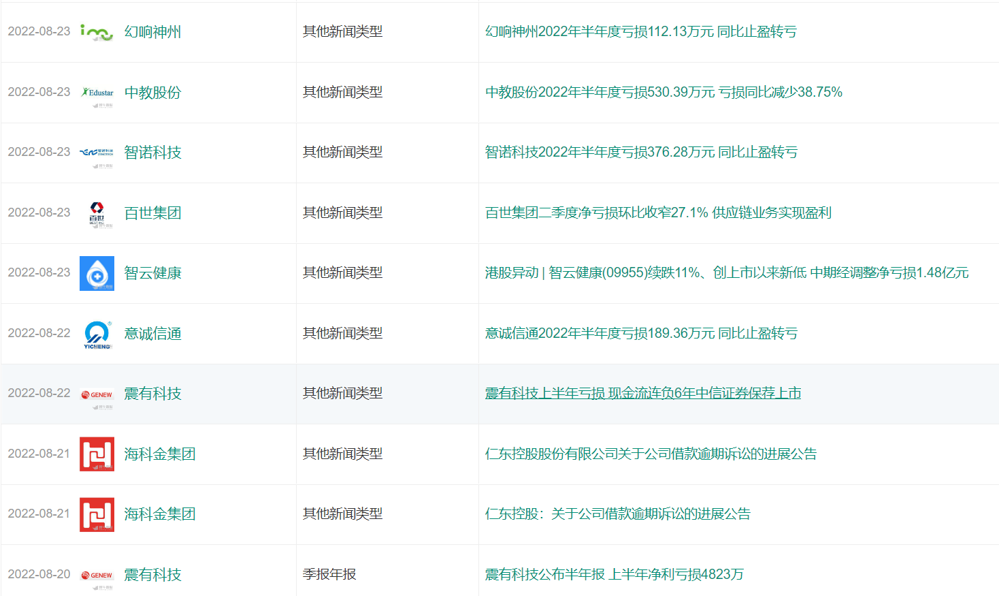 2022-08-23 imu 幻响神州 其他新闻类型 幻响神州2022年半年度亏损112.13万元 同比止盈转亏
2022-08-23 Edustar 中教股份 其他新闻类型 中教股份2022年半年度亏损530.39万元 亏损同比减少38.75%
2022-08-23 智诺科技 其他新闻类型 智诺科技2022年半年度亏损376.28万元 同比止盈转亏
2022-08-23 百世 BEST INC. 百世集团 其他新闻类型 百世集团二季度净亏损环比收窄27.1% 供应链业务实现盈利
2022-08-23 智云健康 其他新闻类型 港股异动 | 智云健康(09955)续跌11%、创上市以来新低 中期经调整净亏损1.48亿元
2022-08-22 YICHENG 意诚信通 其他新闻类型 意诚信通2022年半年度亏损189.36万元 同比止盈转亏
2022-08-22 GENEW 震有科技 其他新闻类型 震有科技上半年亏损 现金流连负6年中信证券保荐上市
2022-08-21 海科金集团 其他新闻类型 仁东控股股份有限公司关于公司借款逾期诉讼的进展公告
2022-08-21 海科金集团 其他新闻类型 仁东控股：关于公司借款逾期诉讼的进展公告
2022-08-20 GENEW 震有科技 季报年报 震有科技公布半年报 上半年净利亏损4823万